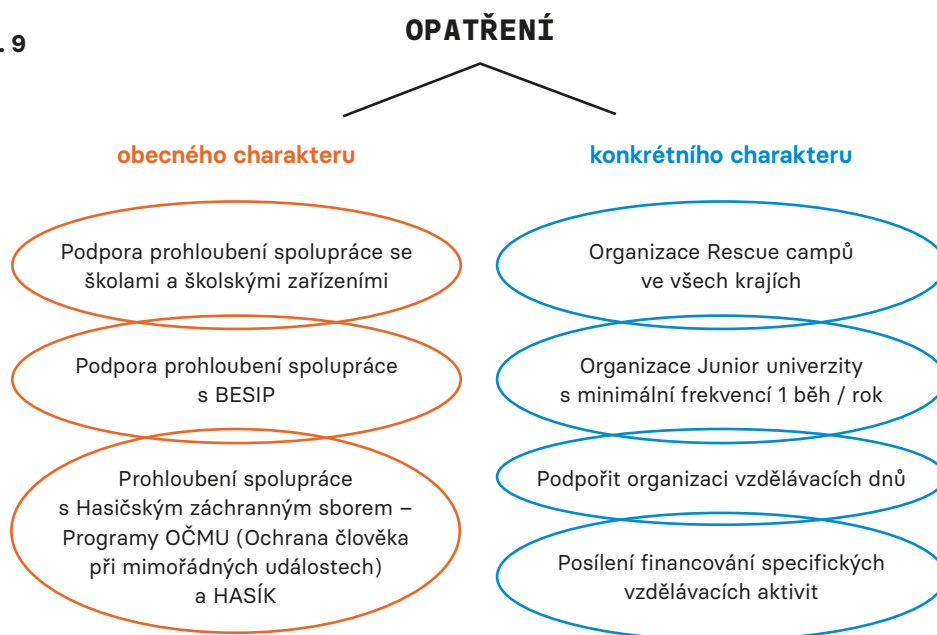 . 9
OPATŘENÍ
obecného charakteru
Podpora prohloubení spolupráce se
školami a školskými zařízeními
Podpora prohloubení spolupráce
s BESIP
Prohloubení spolupráce
s Hasičským záchranným sborem –
Programy OČMU (Ochrana člověka
při mimořádných událostech)
a HASÍK
konkrétního charakteru
Organizace Rescue campů
ve všech krajích
Organizace Junior univerzity
s minimální frekvencí 1 běh / rok
Podpořit organizaci vzdělávacích dnů
Posílení financování specifických
vzdělávacích aktivit